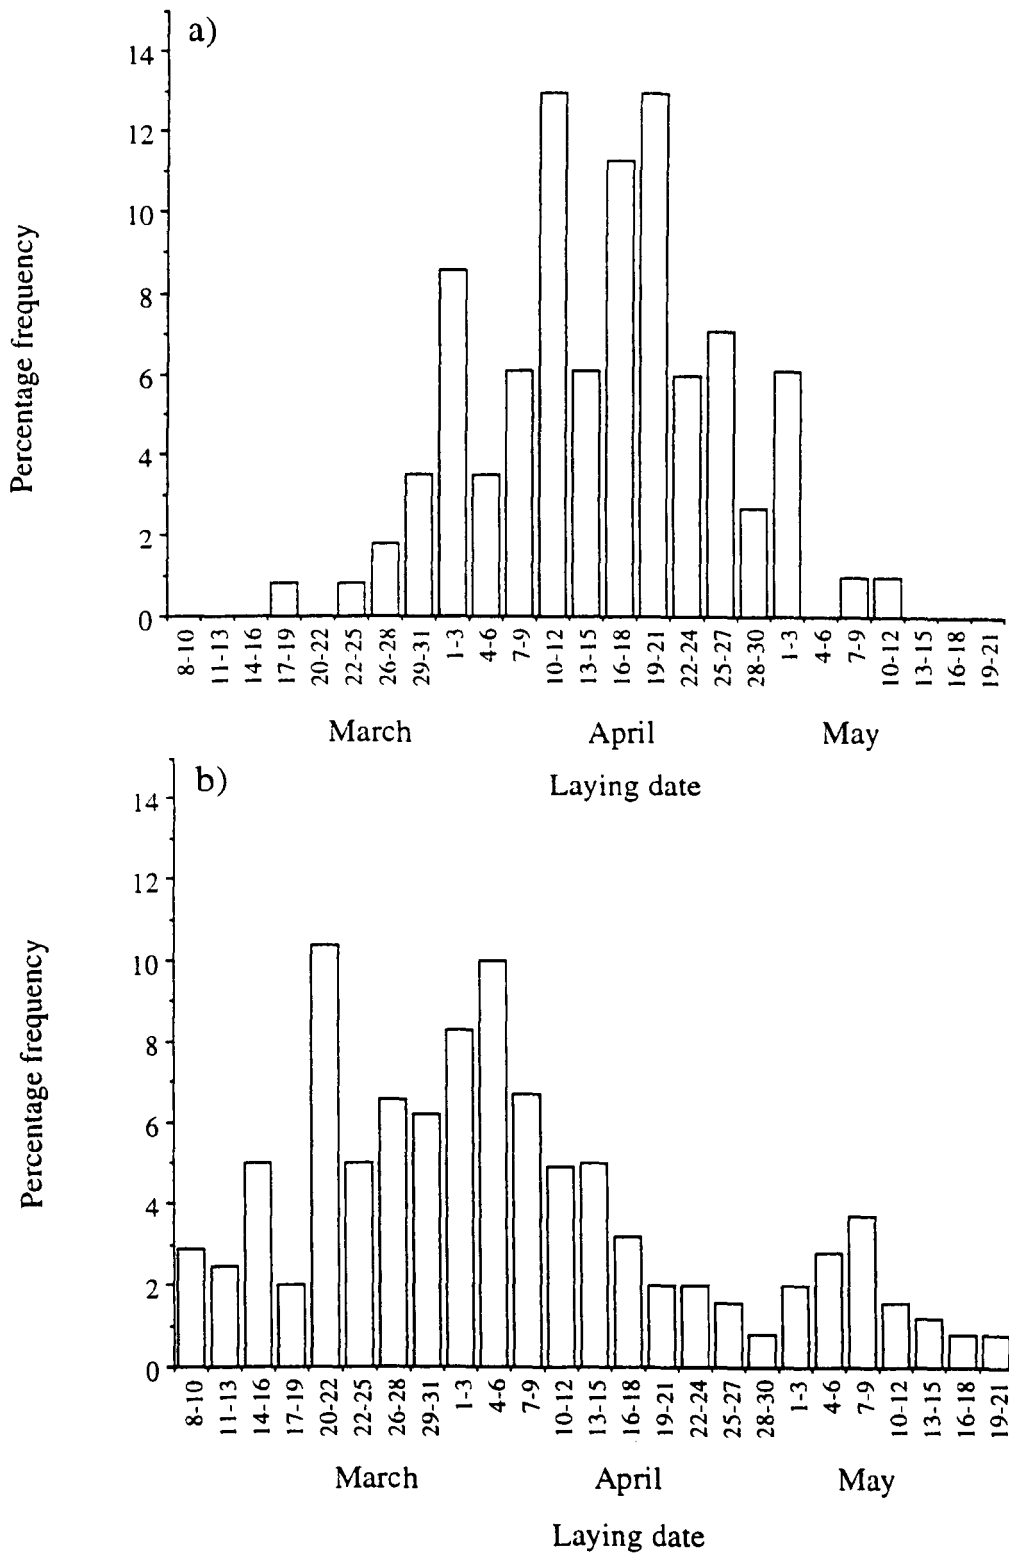 a)
Percentage frequency
14
12
10
8
6
4
2
0
8-10 11-13 14-16 17-19 20-22 22-25 26-28 29-31 1-3 4-6 7-9 10-12 13-15 16-18 19-21 22-24 25-27 28-30 1-3 4-6 7-9 10-12 13-15 16-18 19-21
March April May
Laying date
b)
Percentage frequency
14
12
10
8
6
4
2
0
8-10 11-13 14-16 17-19 20-22 22-25 26-28 29-31 1-3 4-6 7-9 10-12 13-15 16-18 19-21 22-24 25-27 28-30 1-3 4-6 7-9 10-12 13-15 16-18 19-21
March April May
Laying date